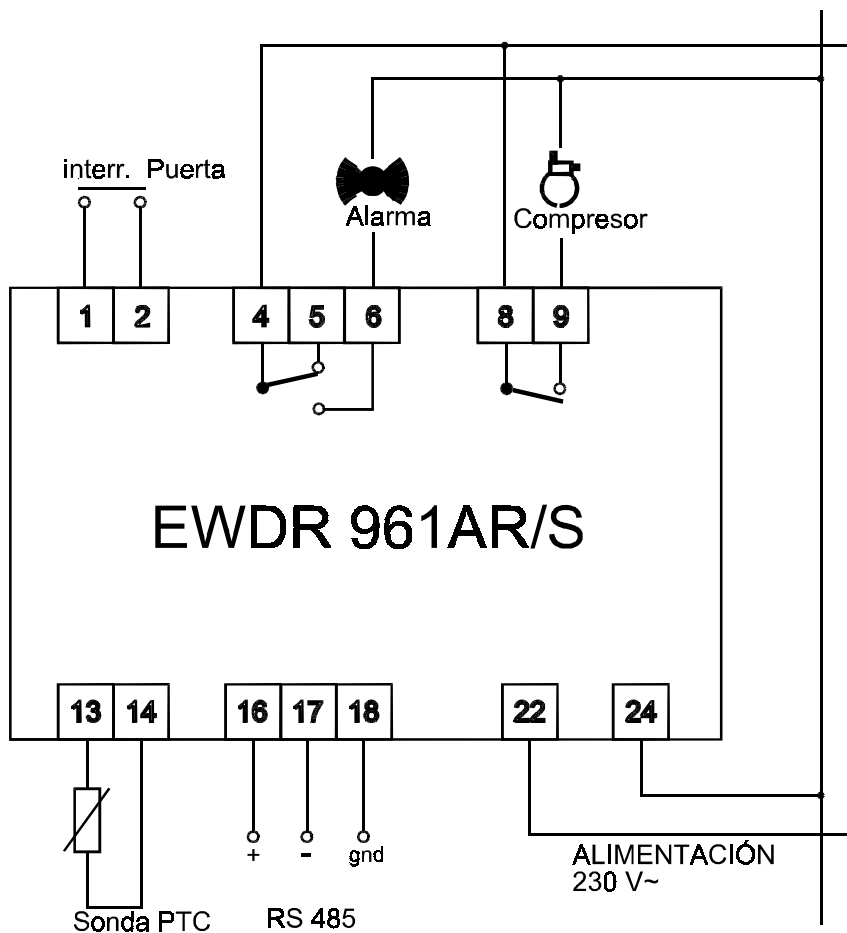 interr. Puerta
Alarma
Compresor
1 2 4 5 6 8 9
EWDR 961AR/S
13 14 16 17 18 22 24
+ - gnd
ALIMENTACIÓN
230 V~
Sonda PTC
RS 485